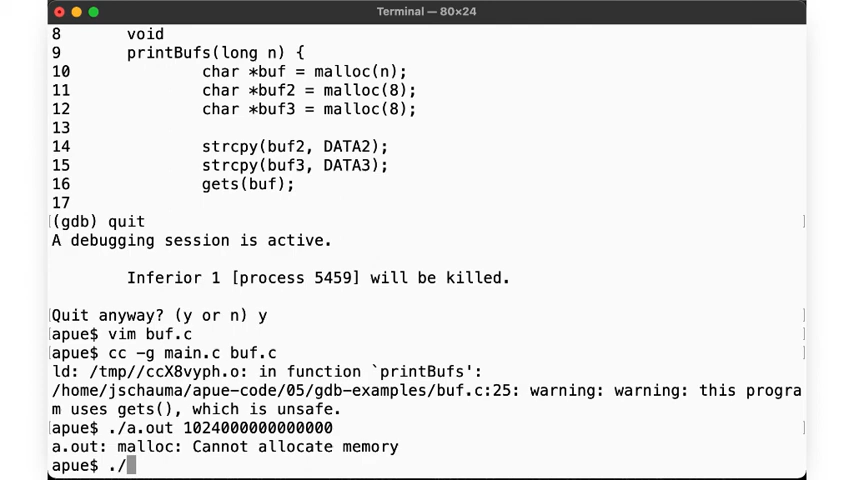 Terminal — 80×24
8 void
9 printBufs(long n) {
10 char *buf = malloc(n);
11 char *buf2 = malloc(8);
12 char *buf3 = malloc(8);
13
14 strcpy(buf2, DATA2);
15 strcpy(buf3, DATA3);
16 gets(buf);
17
(gdb) quit
A debugging session is active.
Inferior 1 [process 5459] will be killed.
Quit anyway? (y or n) y
apue$ vim buf.c
apue$ cc -g main.c buf.c
ld: /tmp//ccX8vyph.o: in function `printBufs':
/home/jschauma/apue-code/05/gdb-examples/buf.c:25: warning: warning: this progra
m uses gets(), which is unsafe.
apue$ ./a.out 1024000000000000
a.out: malloc: Cannot allocate memory
apue$ ./